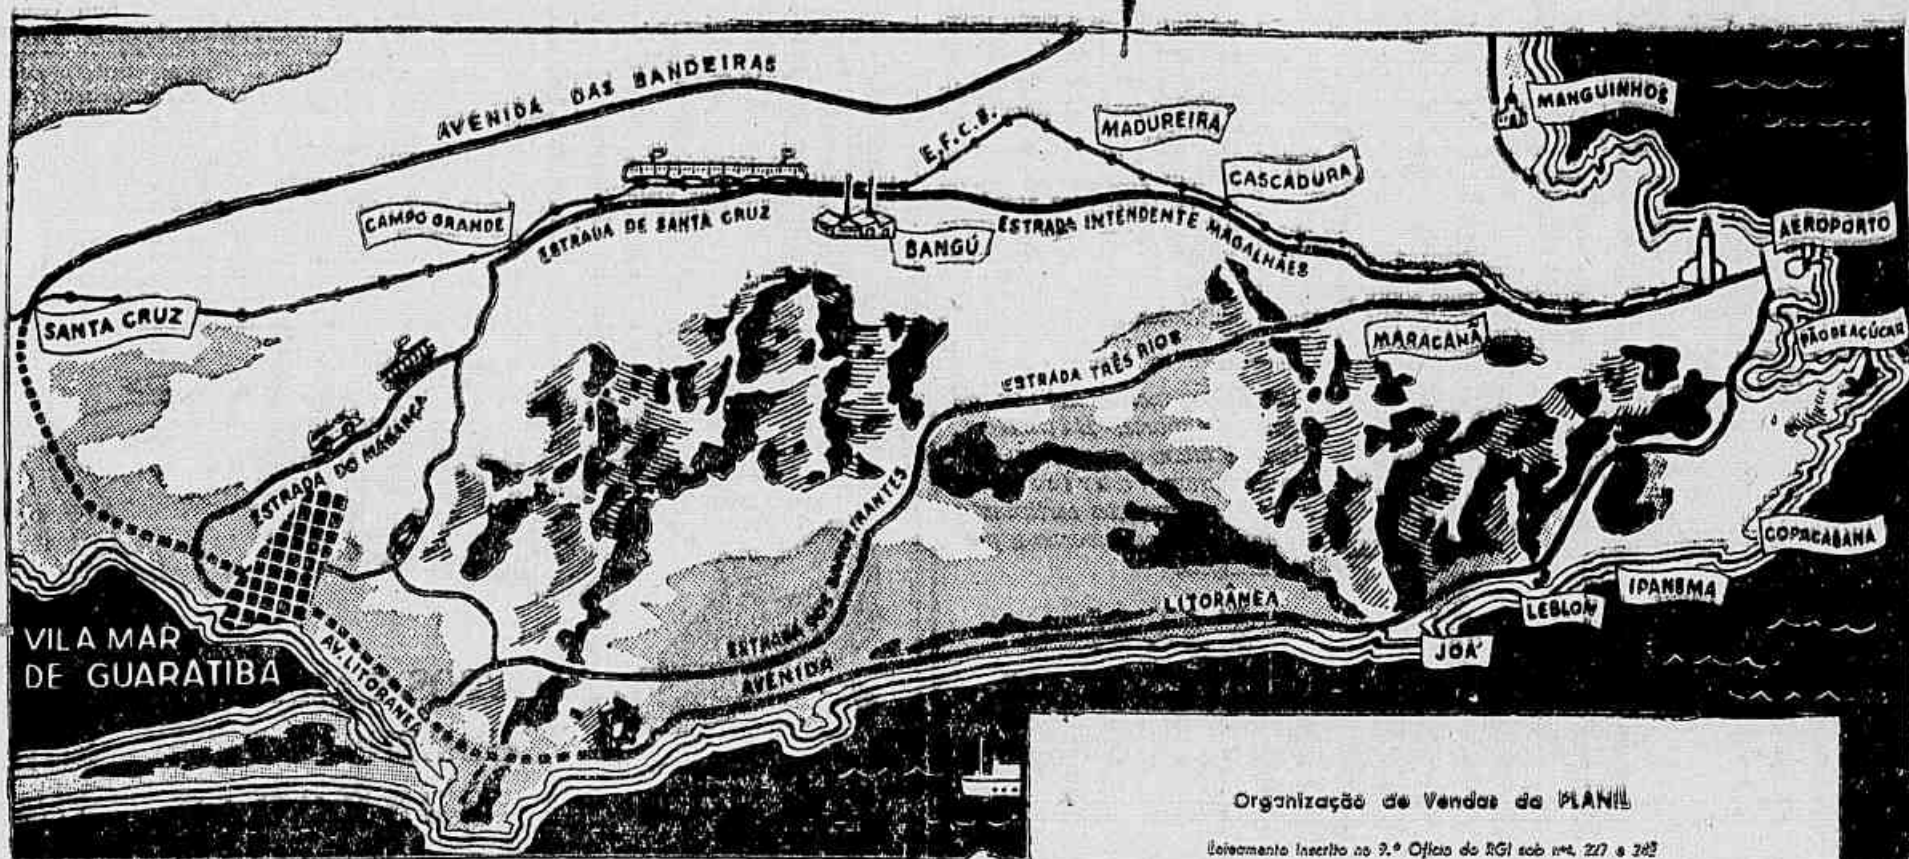 AVENIDA DAS BANDEIRAS
MANGUINHOS
E.F.C.B.
MADUREIRA
CASCADURA
CAMPO GRANDE
ESTRADA DE SANTA CRUZ
BANGÚ
ESTRADA INTENDENTE MAGALHÃES
AEROPORTO
SANTA CRUZ
MARACANÃ
PÃO DE AÇÚCAR
ESTRADA TRÊS RIOS
ESTRADA DO MAGARÇA
ESTRADA DOS BANDEIRANTES
COPACABANA
IPANEMA
LEBLON
LITORÂNEA
AVENIDA
JOÁ
VILA MAR
DE GUARATIBA
AV. LITORANEA
Organização de Vendas da PLANIL
Loteamento Inscrito no 9.º Ofício do RGI sob nos. 227 e